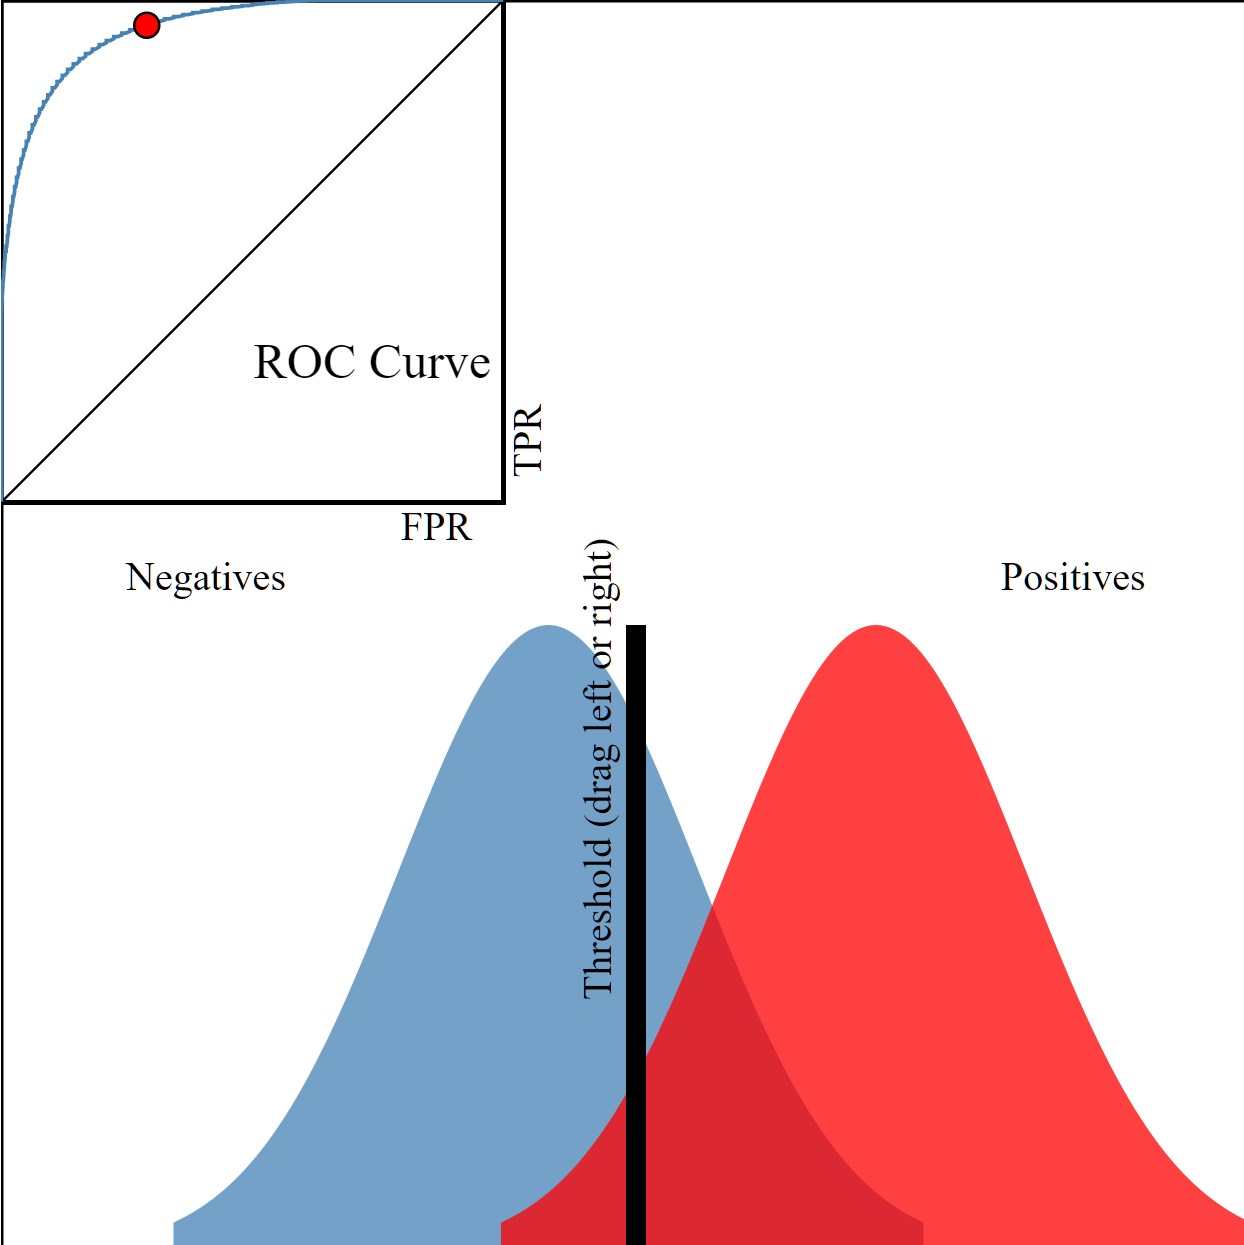 ROC Curve
TPR
FPR
Negatives
Threshold (drag left or right)
Positives